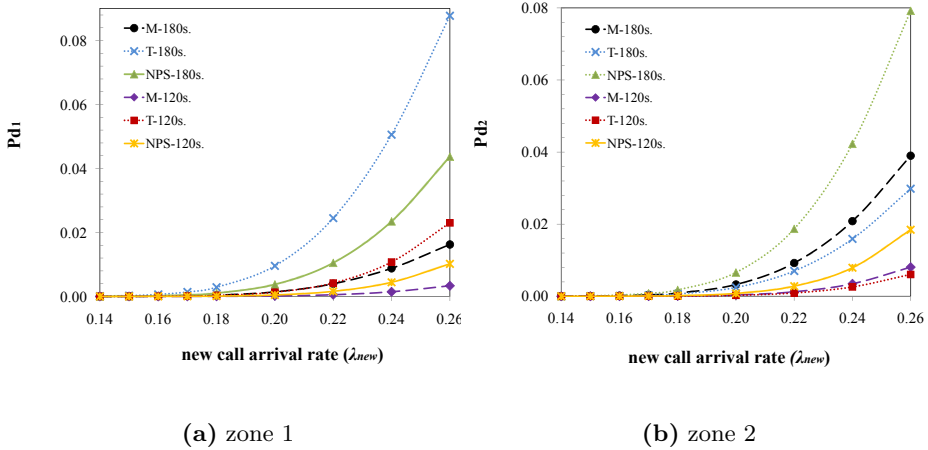 0.08
0.06
0.04
0.02
0.00
Pd1
M-180s.
T-180s.
NPS-180s.
M-120s.
T-120s.
NPS-120s.
0.14 0.16 0.18 0.20 0.22 0.24 0.26
new call arrival rate (λnew)
(a) zone 1
0.08
0.06
0.04
0.02
0.00
Pd2
M-180s.
T-180s.
NPS-180s.
M-120s.
T-120s.
NPS-120s.
0.14 0.16 0.18 0.20 0.22 0.24 0.26
new call arrival rate (λnew)
(b) zone 2